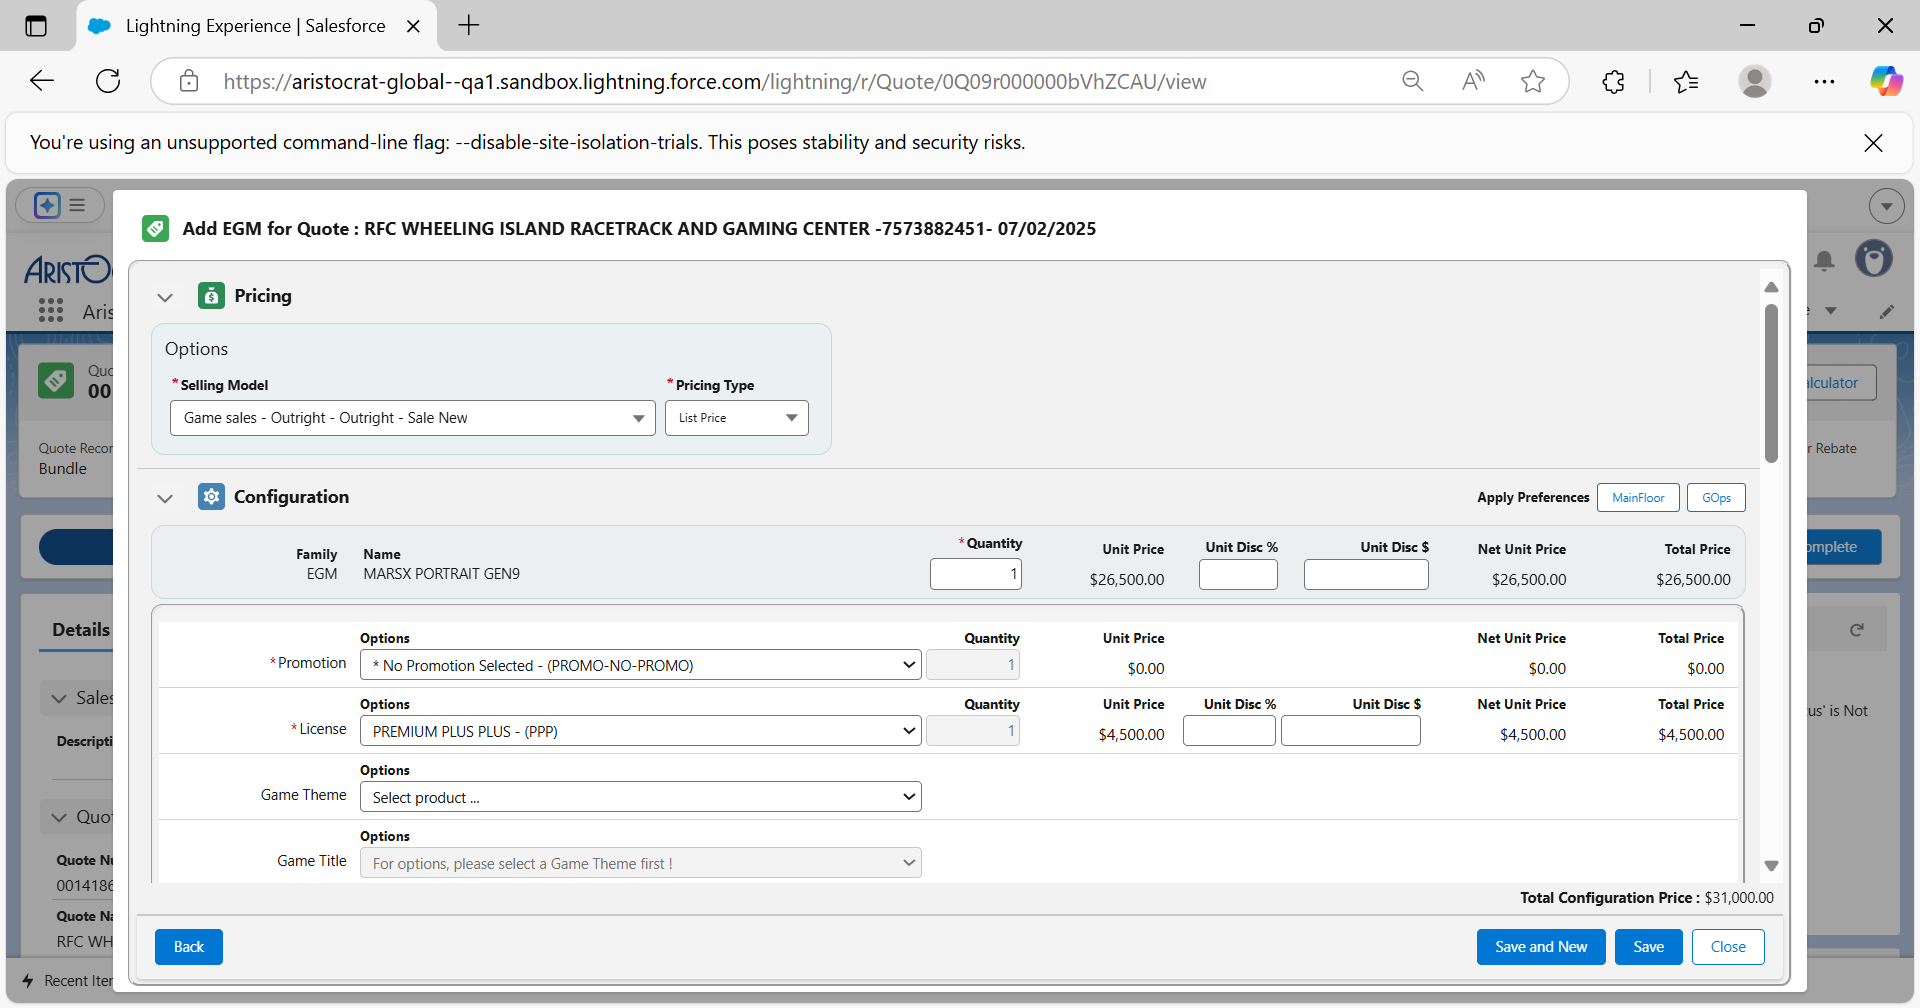 Lightning Experience | Salesforce
https://aristocrat-global--qa1.sandbox.lightning.force.com/lightning/r/Quote/0Q09r000000bVhZCAU/view
You're using an unsupported command-line flag: --disable-site-isolation-trials. This poses stability and security risks.
Add EGM for Quote : RFC WHEELING ISLAND RACETRACK AND GAMING CENTER -7573882451- 07/02/2025
Pricing
Options
*Selling Model *Pricing Type
Game sales - Outright - Outright - Sale New List Price
Configuration
Apply Preferences MainFloor GOps
Family Name *Quantity Unit Price Unit Disc % Unit Disc $ Net Unit Price Total Price
EGM MARSX PORTRAIT GEN9 1 $26,500.00 $26,500.00 $26,500.00
Options Quantity Unit Price Net Unit Price Total Price
*Promotion * No Promotion Selected - (PROMO-NO-PROMO) 1 $0.00 $0.00 $0.00
Options Quantity Unit Price Unit Disc % Unit Disc $ Net Unit Price Total Price
*License PREMIUM PLUS PLUS - (PPP) 1 $4,500.00 $4,500.00 $4,500.00
Options
Game Theme Select product ...
Options
Game Title For options, please select a Game Theme first !
Total Configuration Price : $31,000.00
Back Save and New Save Close
Quote Recor
Bundle
Details
Sales
Descripti
Quot
Quote Nu
0014186
Quote Na
RFC WH
Recent Iter
alculator
r Rebate
omplete
us' is Not